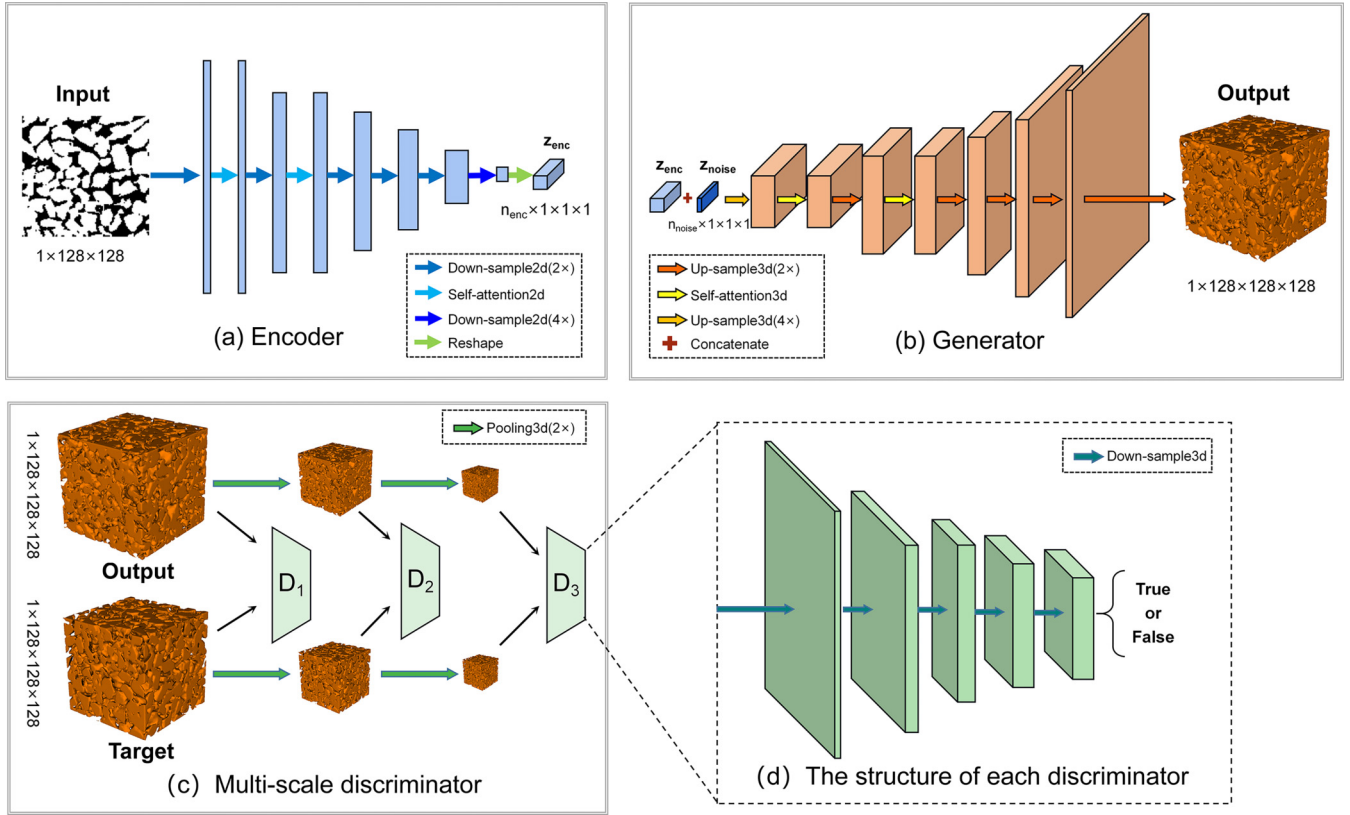 Input
1×128×128
z_enc
n_enc×1×1×1
Down-sample2d(2×)
Self-attention2d
Down-sample2d(4×)
Reshape
(a) Encoder
z_enc
z_noise
+
n_noise×1×1×1
Output
1×128×128×128
Up-sample3d(2×)
Self-attention3d
Up-sample3d(4×)
+ Concatenate
(b) Generator
Pooling3d(2×)
1×128×128×128
Output
D₁
D₂
D₃
1×128×128×128
Target
(c) Multi-scale discriminator
Down-sample3d
True
or
False
(d) The structure of each discriminator